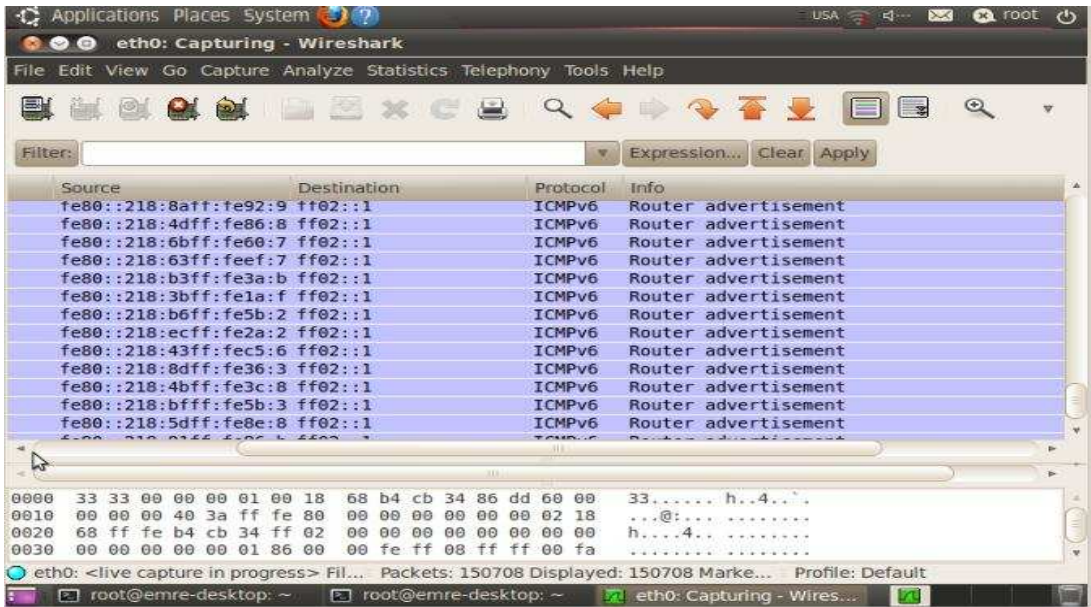 Applications Places System USA root
eth0: Capturing - Wireshark
File Edit View Go Capture Analyze Statistics Telephony Tools Help
Filter: Expression... Clear Apply
Source Destination Protocol Info
fe80::218:8aff:fe92:9 ff02::1 ICMPv6 Router advertisement
fe80::218:4dff:fe86:8 ff02::1 ICMPv6 Router advertisement
fe80::218:6bff:fe60:7 ff02::1 ICMPv6 Router advertisement
fe80::218:63ff:feef:7 ff02::1 ICMPv6 Router advertisement
fe80::218:b3ff:fe3a:b ff02::1 ICMPv6 Router advertisement
fe80::218:3bff:fe1a:f ff02::1 ICMPv6 Router advertisement
fe80::218:b6ff:fe5b:2 ff02::1 ICMPv6 Router advertisement
fe80::218:ecff:fe2a:2 ff02::1 ICMPv6 Router advertisement
fe80::218:43ff:fec5:6 ff02::1 ICMPv6 Router advertisement
fe80::218:8dff:fe36:3 ff02::1 ICMPv6 Router advertisement
fe80::218:4bff:fe3c:8 ff02::1 ICMPv6 Router advertisement
fe80::218:bfff:fe5b:3 ff02::1 ICMPv6 Router advertisement
fe80::218:5dff:fe8e:8 ff02::1 ICMPv6 Router advertisement
0000 33 33 00 00 00 01 00 18 68 b4 cb 34 86 dd 60 00 33...... h..4..`.
0010 00 00 00 40 3a ff fe 80 00 00 00 00 00 00 02 18 ...@:... ........
0020 68 ff fe b4 cb 34 ff 02 00 00 00 00 00 00 00 00 h....4.. ........
0030 00 00 00 00 00 01 86 00 00 fe ff 08 ff ff 00 fa ........ ........
eth0: <live capture in progress> Fil... Packets: 150708 Displayed: 150708 Marke... Profile: Default
root@emre-desktop: ~ root@emre-desktop: ~ eth0: Capturing - Wires...